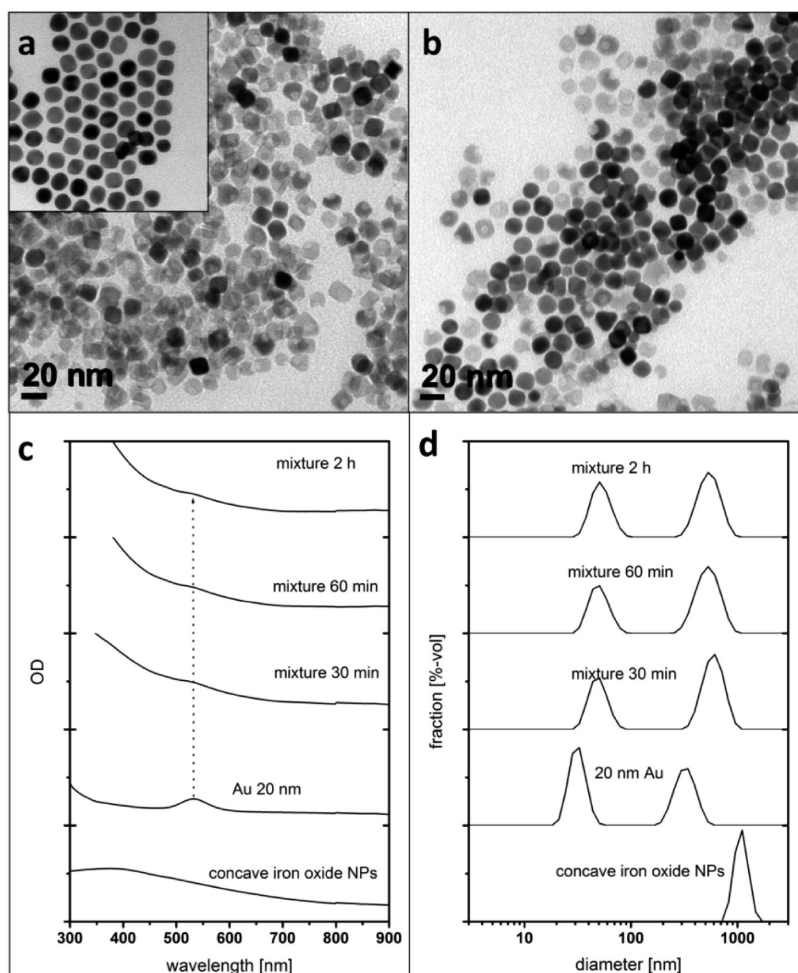 a
b
20 nm
20 nm
c
mixture 2 h
mixture 60 min
mixture 30 min
Au 20 nm
concave iron oxide NPs
OD
300 400 500 600 700 800 900
wavelength [nm]
d
mixture 2 h
mixture 60 min
mixture 30 min
20 nm Au
concave iron oxide NPs
fraction [%-vol]
10 100 1000
diameter [nm]